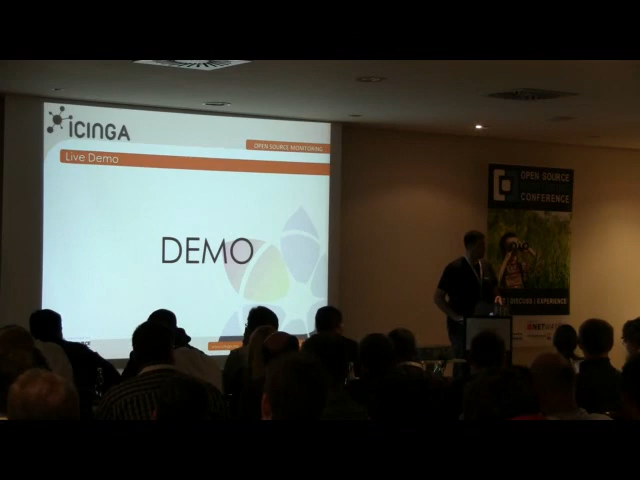 ICINGA
OPEN SOURCE MONITORING
Live Demo
DEMO
OPEN SOURCE
CONFERENCE
DISCUSS | EXPERIENCE